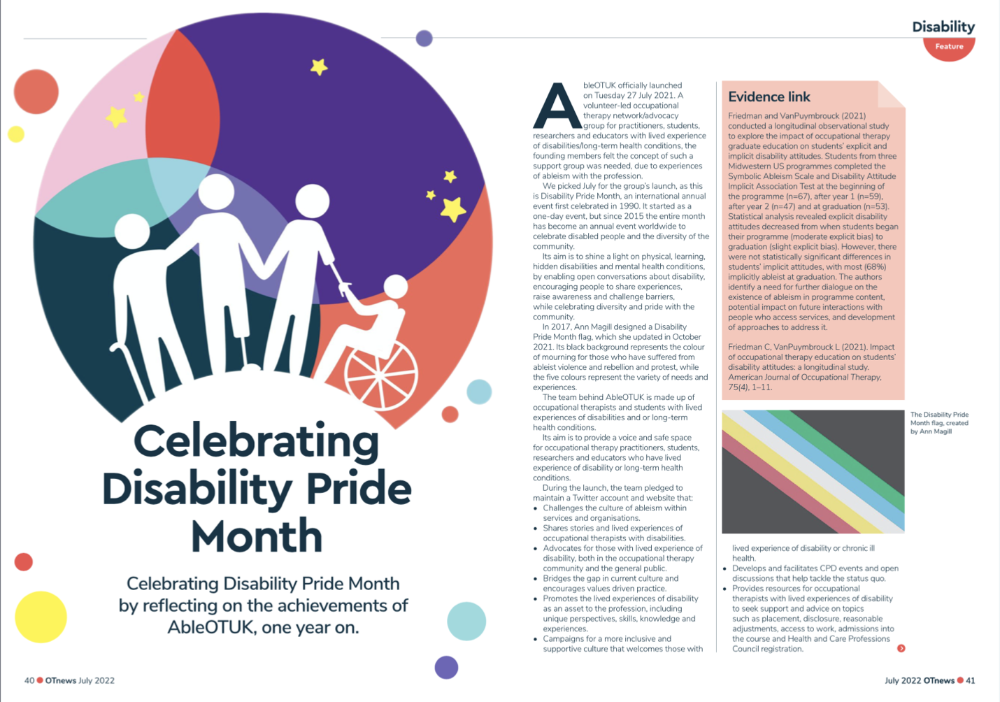 Disability
Feature
Celebrating
Disability Pride
Month
Celebrating Disability Pride Month
by reflecting on the achievements of
AbleOTUK, one year on.
40 OTnews July 2022
AbleOTUK officially launched
on Tuesday 27 July 2021. A
volunteer-led occupational
therapy network/advocacy
group for practitioners, students,
researchers and educators with lived experience
of disabilities/long-term health conditions, the
founding members felt the concept of such a
support group was needed, due to experiences
of ableism with the profession.
We picked July for the group's launch, as this
is Disability Pride Month, an international annual
event first celebrated in 1990. It started as a
one-day event, but since 2015 the entire month
has become an annual event worldwide to
celebrate disabled people and the diversity of the
community.
Its aim is to shine a light on physical, learning,
hidden disabilities and mental health conditions,
by enabling open conversations about disability,
encouraging people to share experiences,
raise awareness and challenge barriers,
while celebrating diversity and pride with the
community.
In 2017, Ann Magill designed a Disability
Pride Month flag, which she updated in October
2021. Its black background represents the colour
of mourning for those who have suffered from
ableist violence and rebellion and protest, while
the five colours represent the variety of needs and
experiences.
The team behind AbleOTUK is made up of
occupational therapists and students with lived
experiences of disabilities and or long-term
health conditions.
Its aim is to provide a voice and safe space
for occupational therapy practitioners, students,
researchers and educators who have lived
experience of disability or long-term health
conditions.
During the launch, the team pledged to
maintain a Twitter account and website that:
• Challenges the culture of ableism within
services and organisations.
• Shares stories and lived experiences of
occupational therapists with disabilities.
• Advocates for those with lived experience of
disability, both in the occupational therapy
community and the general public.
• Bridges the gap in current culture and
encourages values driven practice.
• Promotes the lived experiences of disability
as an asset to the profession, including
unique perspectives, skills, knowledge and
experiences.
• Campaigns for a more inclusive and
supportive culture that welcomes those with
Evidence link
Friedman and VanPuymbrouck (2021)
conducted a longitudinal observational study
to explore the impact of occupational therapy
graduate education on students' explicit and
implicit disability attitudes. Students from three
Midwestern US programmes completed the
Symbolic Ableism Scale and Disability Attitude
Implicit Association Test at the beginning of
the programme (n=67), after year 1 (n=59),
after year 2 (n=47) and at graduation (n=53).
Statistical analysis revealed explicit disability
attitudes decreased from when students began
their programme (moderate explicit bias) to
graduation (slight explicit bias). However, there
were not statistically significant differences in
students' implicit attitudes, with most (68%)
implicitly ableist at graduation. The authors
identify a need for further dialogue on the
existence of ableism in programme content,
potential impact on future interactions with
people who access services, and development
of approaches to address it.
Friedman C, VanPuymbrouck L (2021). Impact
of occupational therapy education on students'
disability attitudes: a longitudinal study.
American Journal of Occupational Therapy,
75(4), 1–11.
The Disability Pride
Month flag, created
by Ann Magill
lived experience of disability or chronic ill
health.
• Develops and facilitates CPD events and open
discussions that help tackle the status quo.
• Provides resources for occupational
therapists with lived experiences of disability
to seek support and advice on topics
such as placement, disclosure, reasonable
adjustments, access to work, admissions into
the course and Health and Care Professions
Council registration.
July 2022 OTnews 41